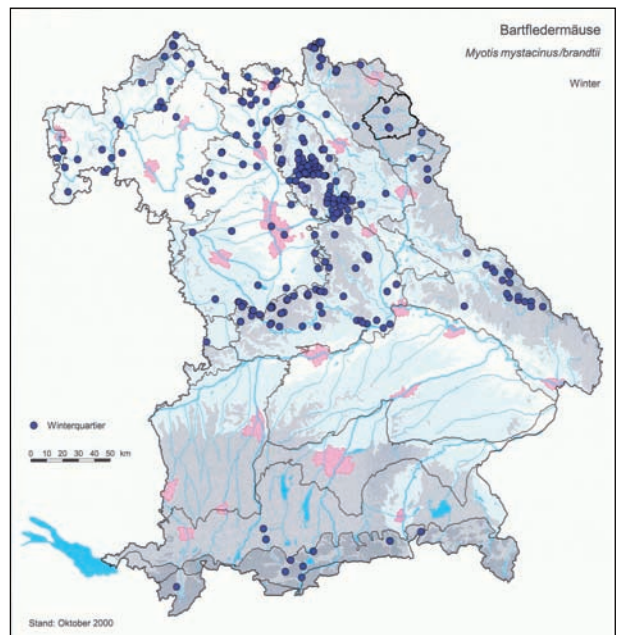 Bartfledermäuse
Myotis mystacinus/brandtii
Winter
Winterquartier
0 10 20 30 40 50 km
Stand: Oktober 2000